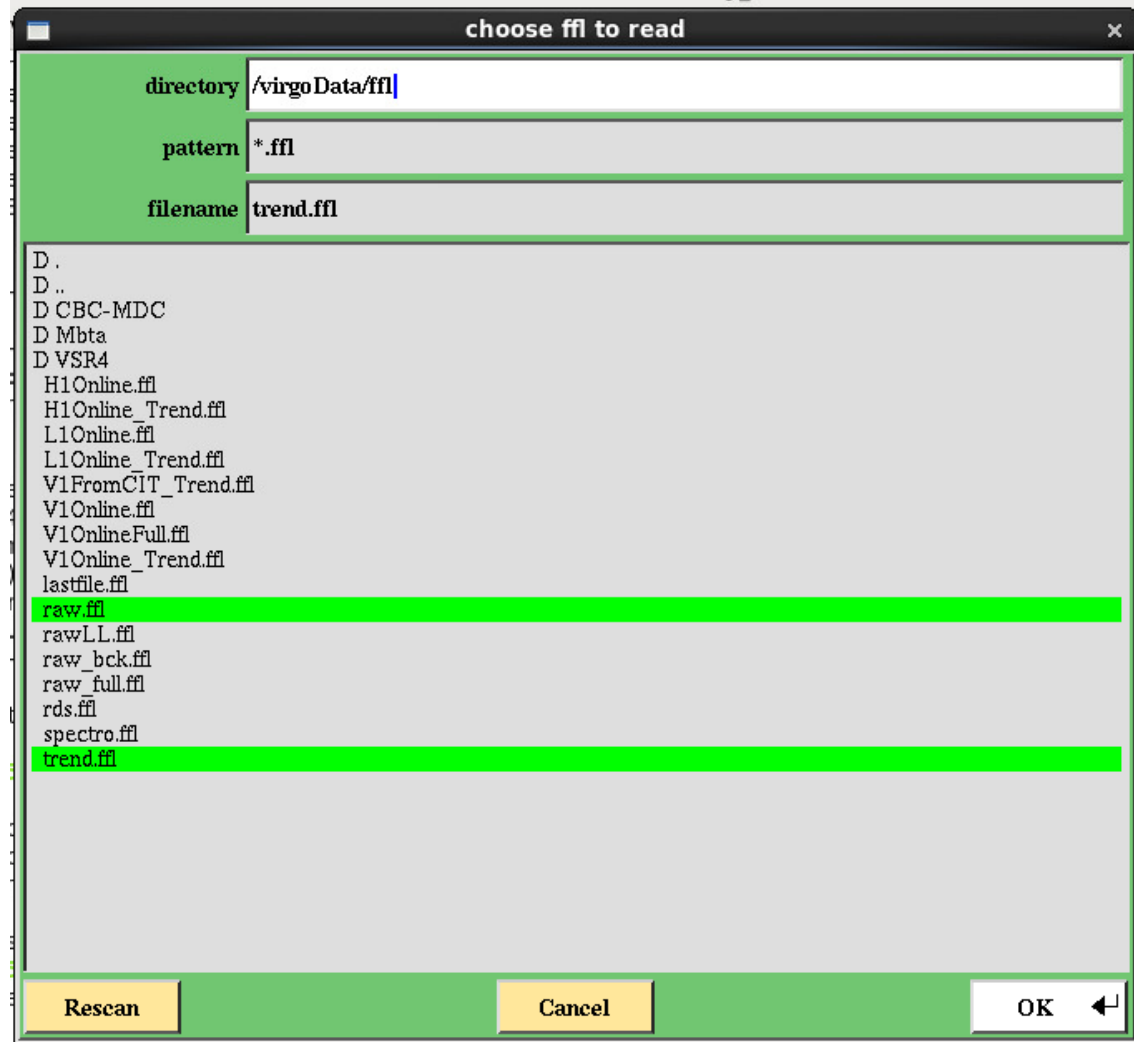 choose ffl to read
directory /virgoData/ffl
pattern *.ffl
filename trend.ffl
D .
D ..
D CBC-MDC
D Mbta
D VSR4
H1Online.ffl
H1Online_Trend.ffl
L1Online.ffl
L1Online_Trend.ffl
V1FromCIT_Trend.ffl
V1Online.ffl
V1OnlineFull.ffl
V1Online_Trend.ffl
lastfile.ffl
raw.ffl
rawLL.ffl
raw_bck.ffl
raw_full.ffl
rds.ffl
spectro.ffl
trend.ffl
Rescan Cancel OK